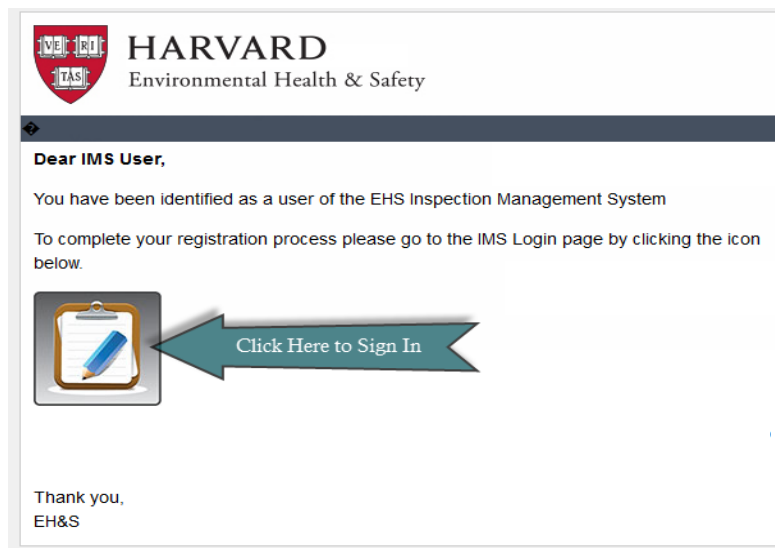 VE RI
TAS
HARVARD
Environmental Health & Safety
�
Dear IMS User,
You have been identified as a user of the EHS Inspection Management System
To complete your registration process please go to the IMS Login page by clicking the icon
below.
Click Here to Sign In
Thank you,
EH&S